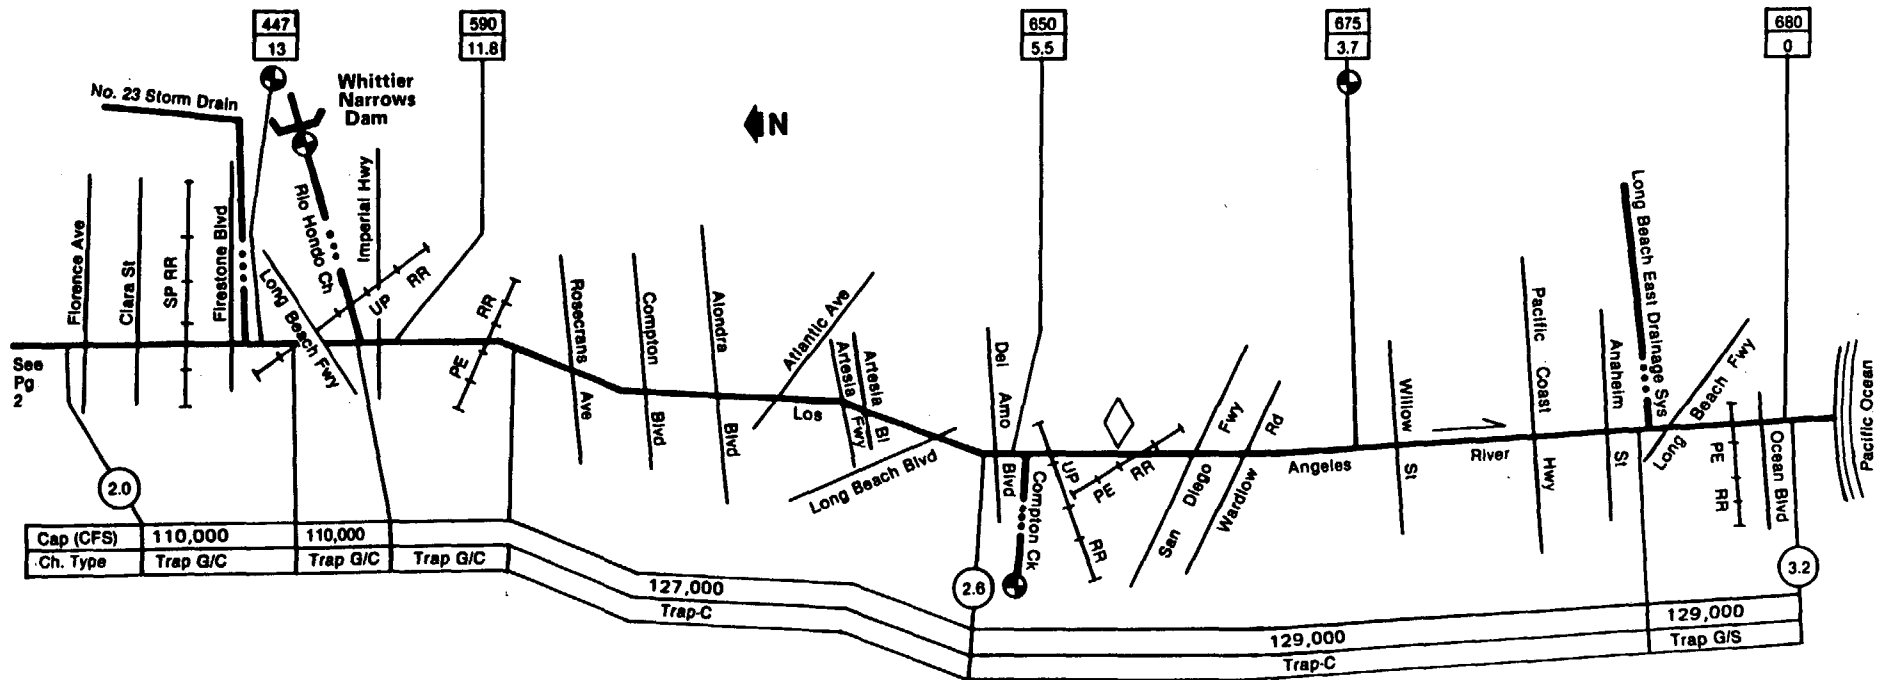 447
13
590
11.8
650
5.5
675
3.7
680
0
No. 23 Storm Drain
Whittier
Narrows
Dam
N
Florence Ave
Clara St
SP RR
Firestone Blvd
Long Beach Fwy
Rio Hondo Ch
Imperial Hwy
UP RR
PE RR
Rosecrans Ave
Compton Blvd
Alondra Blvd
Atlantic Ave
Artesia Fwy
Artesia Bl
Long Beach Blvd
Del Amo Blvd
Compton Ck
UP RR
PE RR
San Diego Fwy
Wardlow Rd
Willow St
Pacific Coast Hwy
Anaheim St
Long Beach East Drainage Sys
Long Beach Fwy
PE RR
Ocean Blvd
Pacific Ocean
Los Angeles River
See
Pg
2
2.0
2.6
3.2
Cap (CFS) 110,000 110,000 127,000 129,000 129,000
Ch. Type Trap G/C Trap G/C Trap G/C Trap-C Trap-C Trap G/S